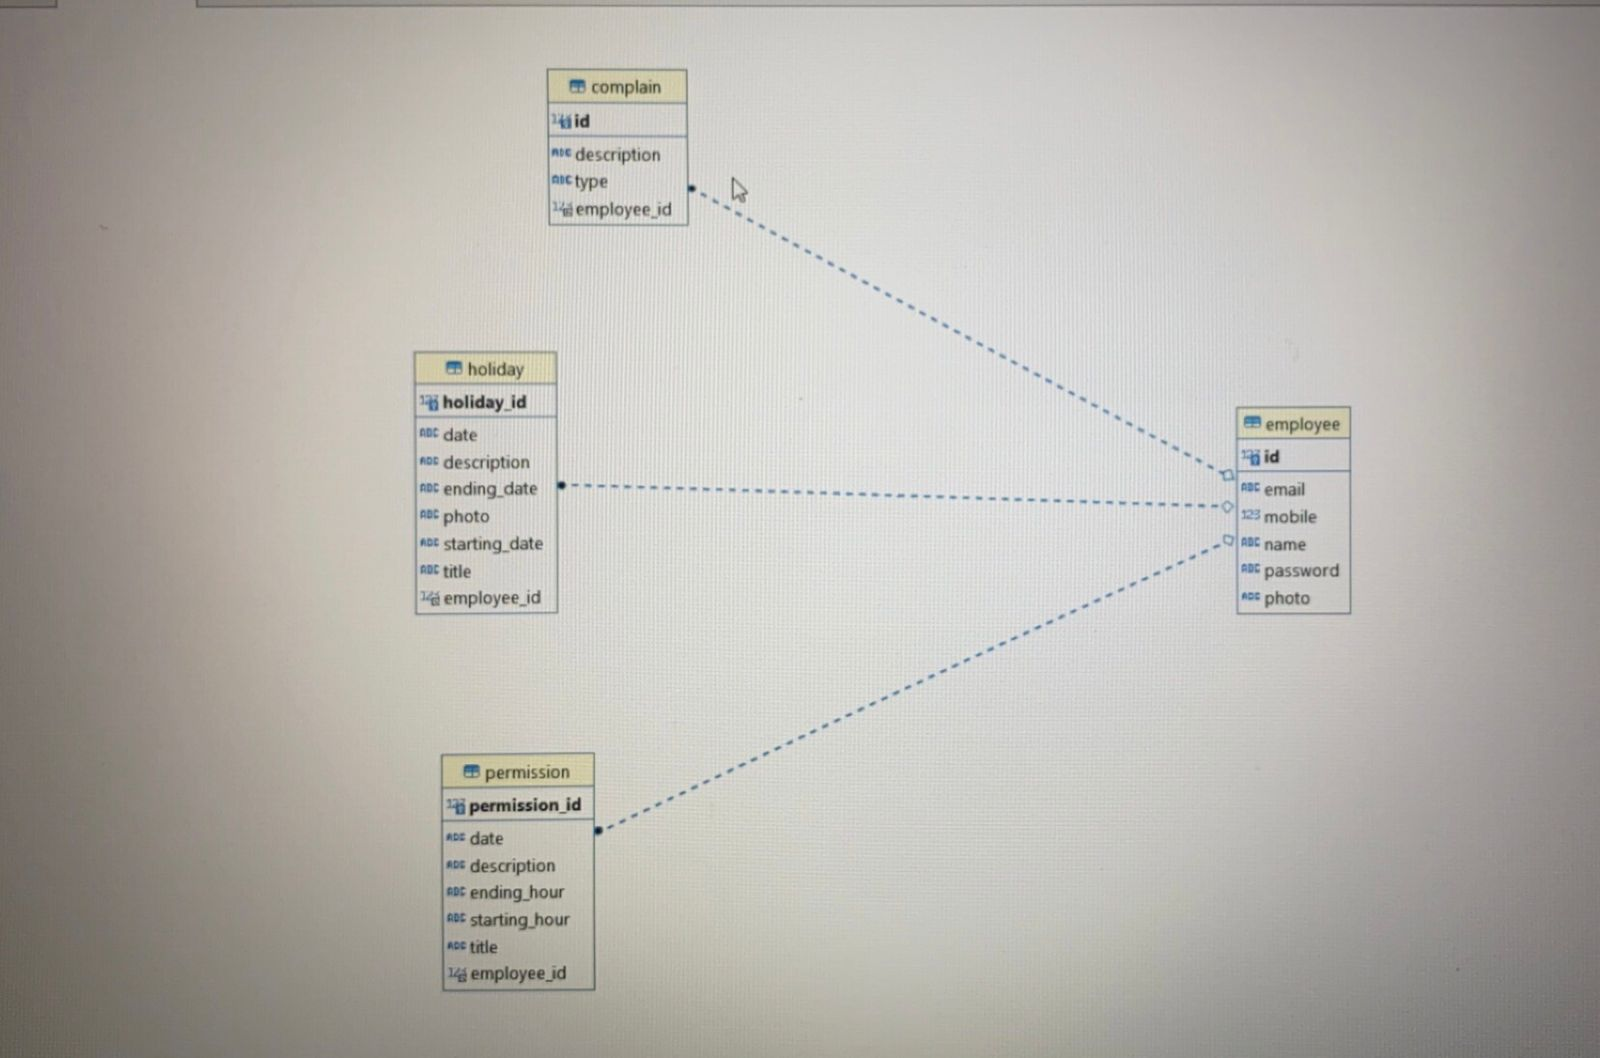 complain
id
description
type
employee_id
holiday
holiday_id
date
description
ending_date
photo
starting_date
title
employee_id
employee
id
email
123 mobile
name
password
photo
permission
permission_id
date
description
ending_hour
starting_hour
title
employee_id